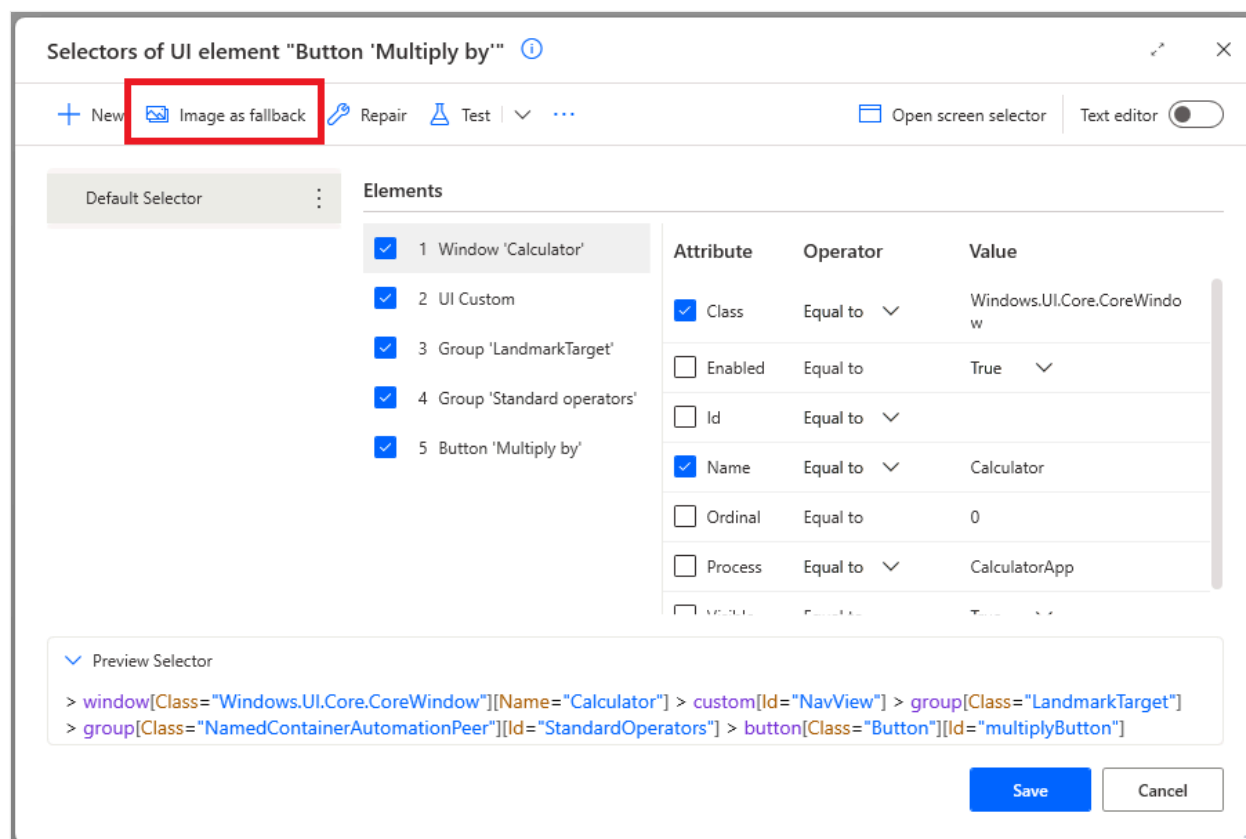 Selectors of UI element "Button 'Multiply by'"
New Image as fallback Repair Test Open screen selector Text editor
Default Selector
Elements
1 Window 'Calculator'
2 UI Custom
3 Group 'LandmarkTarget'
4 Group 'Standard operators'
5 Button 'Multiply by'
Attribute Operator Value
Class Equal to Windows.UI.Core.CoreWindo
w
Enabled Equal to True
Id Equal to
Name Equal to Calculator
Ordinal Equal to 0
Process Equal to CalculatorApp
Preview Selector
> window[Class="Windows.UI.Core.CoreWindow"][Name="Calculator"] > custom[Id="NavView"] > group[Class="LandmarkTarget"]
> group[Class="NamedContainerAutomationPeer"][Id="StandardOperators"] > button[Class="Button"][Id="multiplyButton"]
Save Cancel